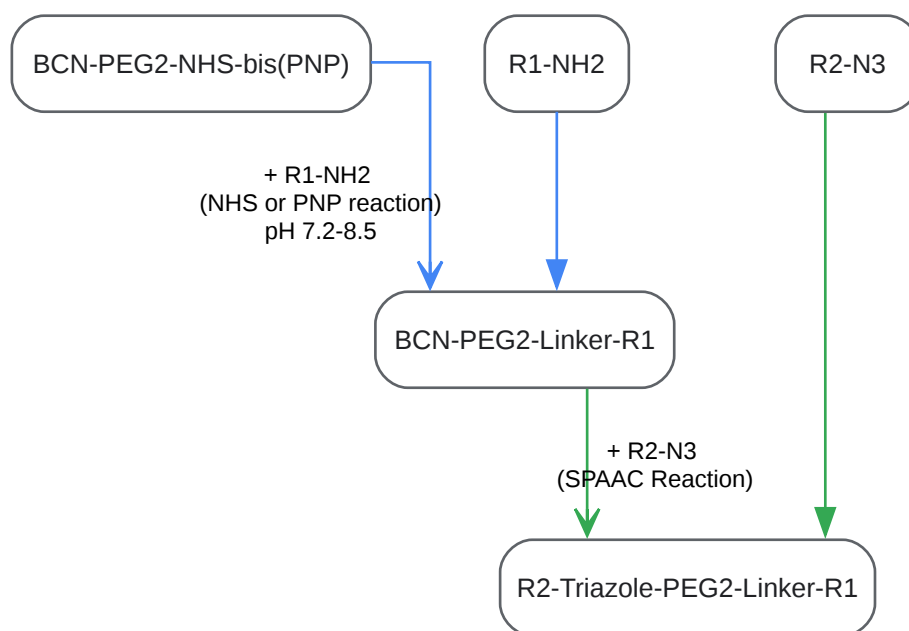 BCN-PEG2-NHS-bis(PNP)
R1-NH2
R2-N3
+ R1-NH2
(NHS or PNP reaction)
pH 7.2-8.5
BCN-PEG2-Linker-R1
+ R2-N3
(SPAAC Reaction)
R2-Triazole-PEG2-Linker-R1